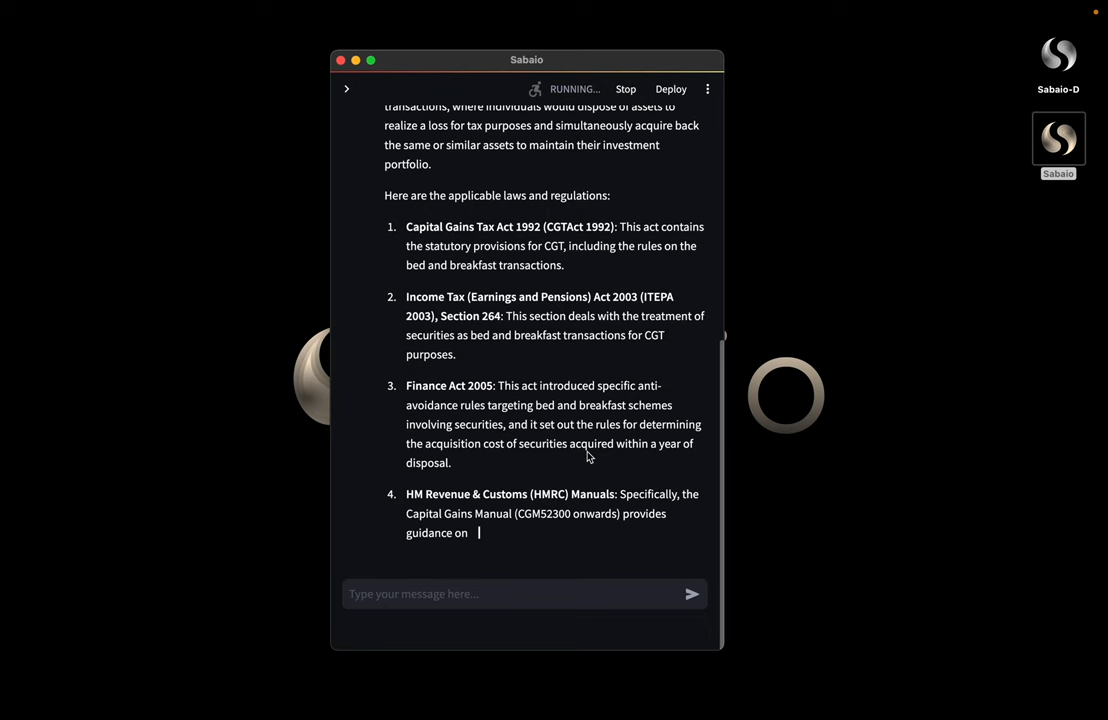 Sabaio
RUNNING...
Stop
Deploy
Sabaio-D
Sabaio
transactions, where individuals would dispose of assets to
realize a loss for tax purposes and simultaneously acquire back
the same or similar assets to maintain their investment
portfolio.
Here are the applicable laws and regulations:
1. Capital Gains Tax Act 1992 (CGTAct 1992): This act contains
the statutory provisions for CGT, including the rules on the
bed and breakfast transactions.
2. Income Tax (Earnings and Pensions) Act 2003 (ITEPA
2003), Section 264: This section deals with the treatment of
securities as bed and breakfast transactions for CGT
purposes.
3. Finance Act 2005: This act introduced specific anti-
avoidance rules targeting bed and breakfast schemes
involving securities, and it set out the rules for determining
the acquisition cost of securities acquired within a year of
disposal.
4. HM Revenue & Customs (HMRC) Manuals: Specifically, the
Capital Gains Manual (CGM52300 onwards) provides
guidance on
Type your message here...